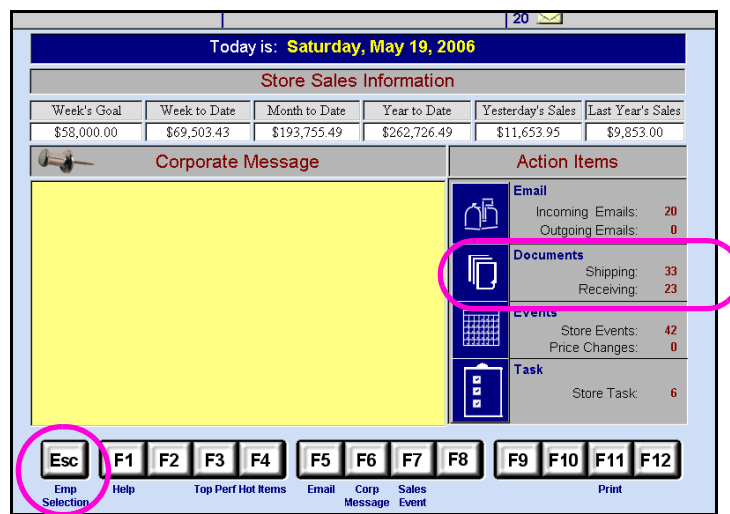 20
Today is: Saturday, May 19, 2006
Store Sales Information
Week's Goal Week to Date Month to Date Year to Date Yesterday's Sales Last Year's Sales
$58,000.00 $69,503.43 $193,755.49 $262,726.49 $11,653.95 $9,853.00
Corporate Message Action Items
Email
Incoming Emails: 20
Outgoing Emails: 0
Documents
Shipping: 33
Receiving: 23
Events
Store Events: 42
Price Changes: 0
Task
Store Task: 6
Esc F1 F2 F3 F4 F5 F6 F7 F8 F9 F10 F11 F12
Emp Help Top Perf Hot Items Email Corp Sales Print
Selection Message Event